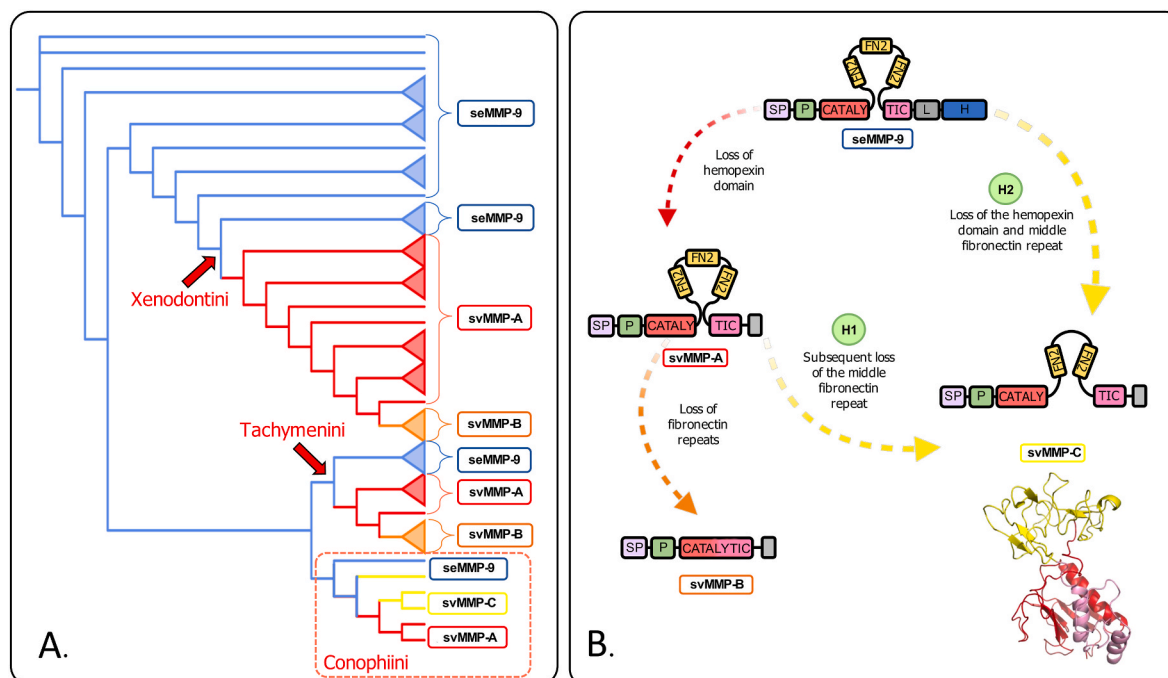 seMMP-9
seMMP-9
Xenodontini
svMMP-A
svMMP-B
Tachymenini
seMMP-9
svMMP-A
svMMP-B
seMMP-9
svMMP-C
svMMP-A
Conophiini
A.
FN2
FN2
FN2
SP
P
CATALY
TIC
L
H
seMMP-9
Loss of
hemopexin
domain
H2
Loss of the hemopexin
domain and middle
fibronectin repeat
FN2
FN2
FN2
SP
P
CATALY
TIC
svMMP-A
H1
Subsequent loss
of the middle
fibronectin
repeat
FN2
FN2
SP
P
CATALY
TIC
svMMP-C
Loss of
fibronectin
repeats
SP
P
CATALYTIC
svMMP-B
B.